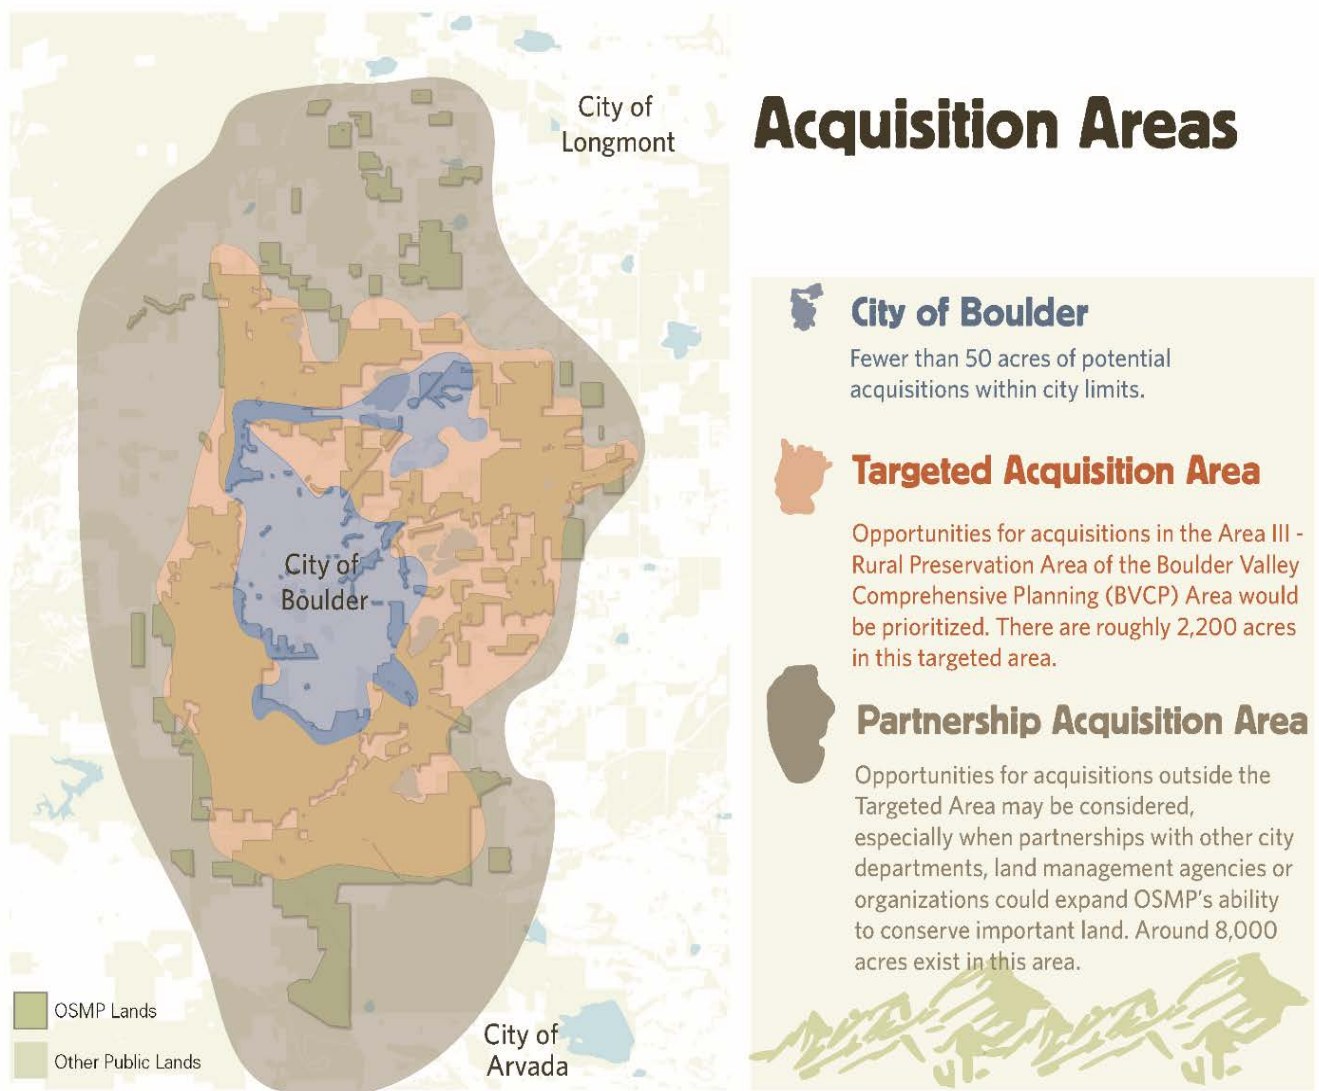 City of
Longmont
Acquisition Areas
City of Boulder
Fewer than 50 acres of potential
acquisitions within city limits.
Targeted Acquisition Area
Opportunities for acquisitions in the Area III -
Rural Preservation Area of the Boulder Valley
Comprehensive Planning (BVCP) Area would
be prioritized. There are roughly 2,200 acres
in this targeted area.
City of
Boulder
Partnership Acquisition Area
Opportunities for acquisitions outside the
Targeted Area may be considered,
especially when partnerships with other city
departments, land management agencies or
organizations could expand OSMP's ability
to conserve important land. Around 8,000
acres exist in this area.
OSMP Lands
Other Public Lands
City of
Arvada